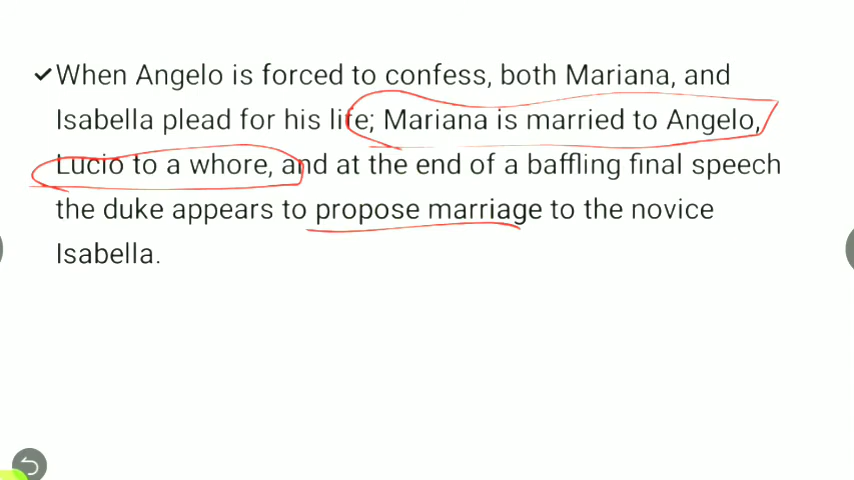 ✓When Angelo is forced to confess, both Mariana, and
Isabella plead for his life; Mariana is married to Angelo,
Lucio to a whore, and at the end of a baffling final speech
the duke appears to propose marriage to the novice
Isabella.